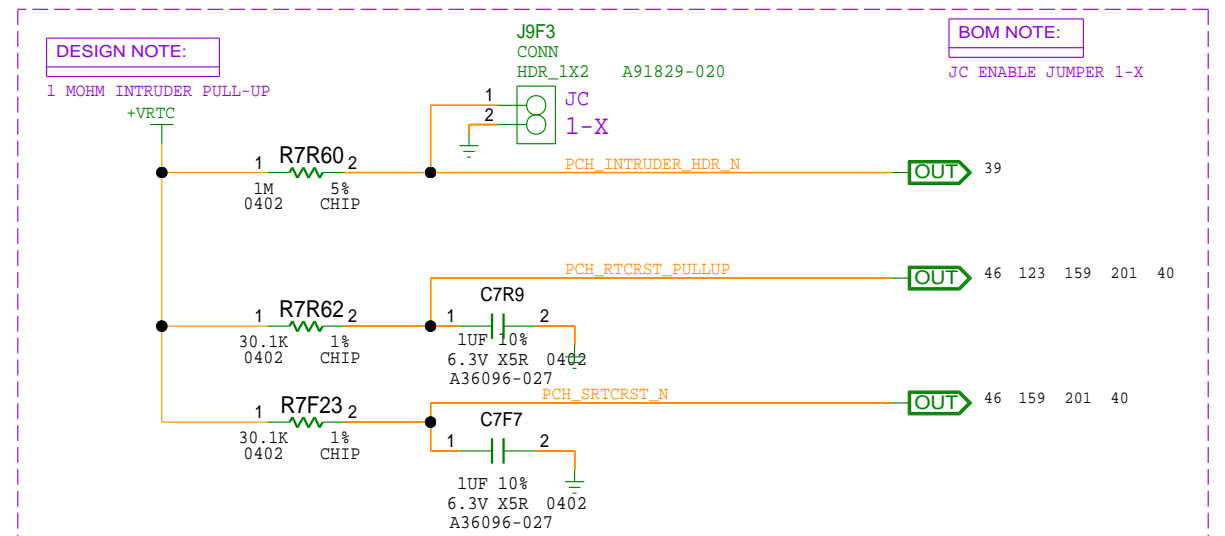 DESIGN NOTE:
1 MOHM INTRUDER PULL-UP
+VRTC
J9F3
CONN
HDR_1X2 A91829-020
1
2
JC
1-X
BOM NOTE:
JC ENABLE JUMPER 1-X
1 R7R60 2
1M 5%
0402 CHIP
PCH_INTRUDER_HDR_N
OUT 39
PCH_RTCRST_PULLUP
OUT 46 123 159 201 40
1 R7R62 2
30.1K 1%
0402 CHIP
C7R9
1 2
1UF 10%
6.3V X5R 0402
A36096-027
PCH_SRTCRST_N
OUT 46 159 201 40
1 R7F23 2
30.1K 1%
0402 CHIP
C7F7
1 2
1UF 10%
6.3V X5R 0402
A36096-027